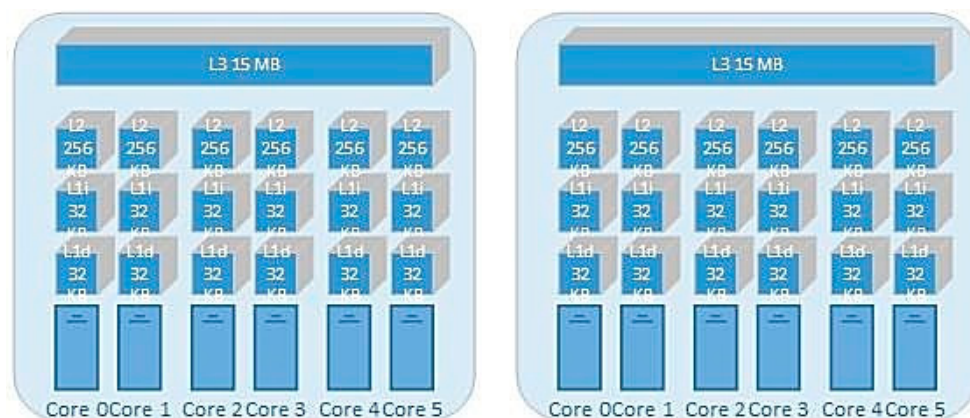 L3 15 MB L3 15 MB
L2 L2 L2 L2 L2 L2 L2 L2 L2 L2 L2 L2
256 256 256 256 256 256 256 256 256 256 256 256
KB KB KB KB KB KB KB KB KB KB KB KB
L1i L1i L1i L1i L1i L1i L1i L1i L1i L1i L1i L1i
32 32 32 32 32 32 32 32 32 32 32 32
KB KB KB KB KB KB KB KB KB KB KB KB
L1d L1d L1d L1d L1d L1d L1d L1d L1d L1d L1d L1d
32 32 32 32 32 32 32 32 32 32 32 32
KB KB KB KB KB KB KB KB KB KB KB KB
Core 0 Core 1 Core 2 Core 3 Core 4 Core 5 Core 0 Core 1 Core 2 Core 3 Core 4 Core 5